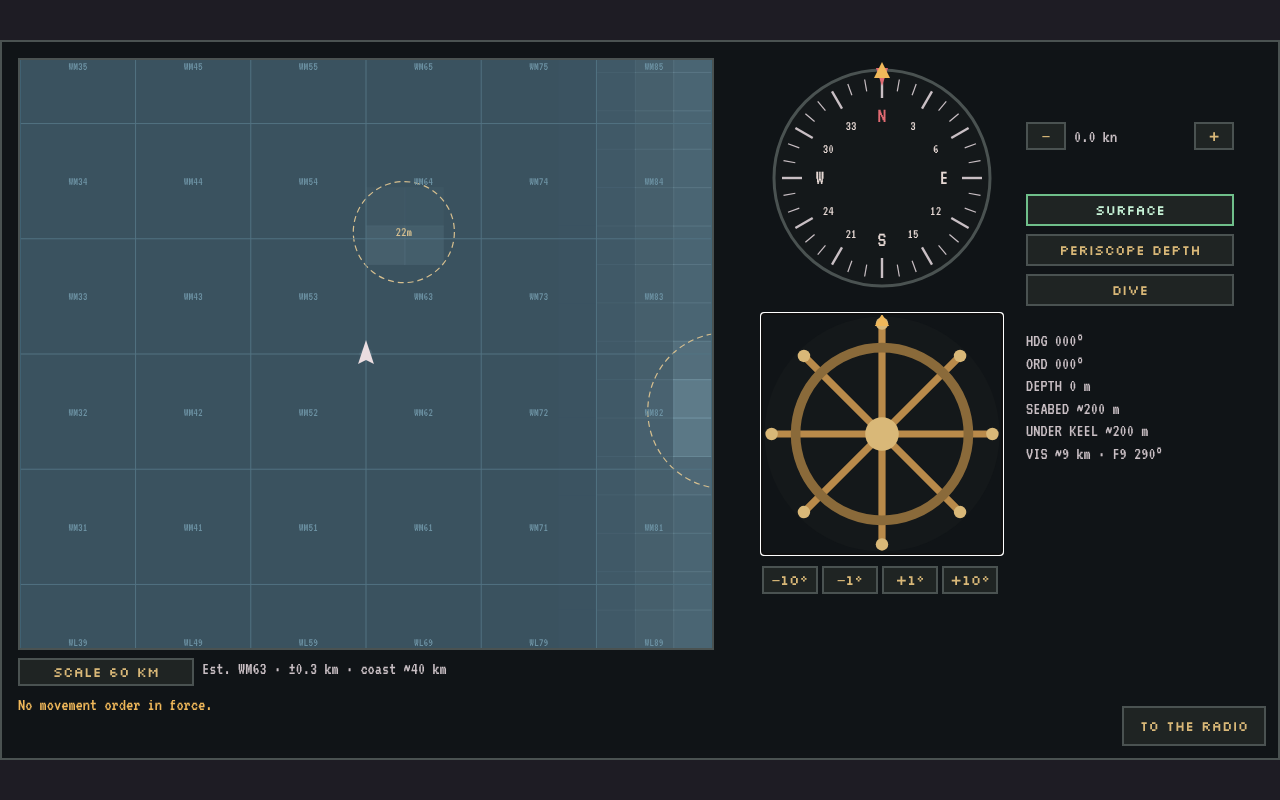 WM35 WM45 WM55 WM65 WM75 WM85
WM34 WM44 WM54 WM64 WM74 WM84
22m
WM33 WM43 WM53 WM63 WM73 WM83
WM32 WM42 WM52 WM62 WM72 WM82
WM31 WM41 WM51 WM61 WM71 WM81
WL39 WL49 WL59 WL69 WL79 WL89
SCALE 60 KM
Est. WM63 · ±0.3 km · coast ~40 km
No movement order in force.
N
33 3
30 6
W E
24 12
21 15
S
−10° −1° +1° +10°
− 0.0 kn +
SURFACE
PERISCOPE DEPTH
DIVE
HDG 000°
ORD 000°
DEPTH 0 m
SEABED ~200 m
UNDER KEEL ~200 m
VIS ~9 km · F9 290°
TO THE RADIO